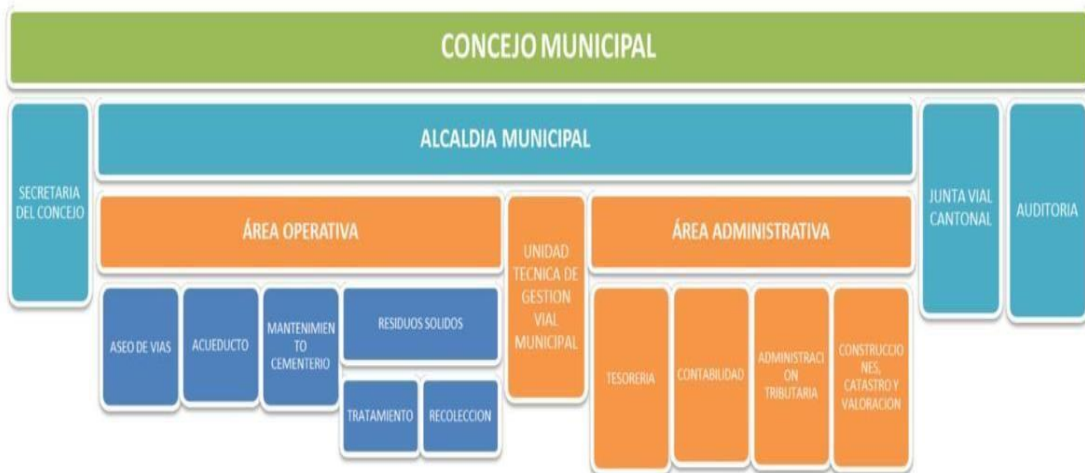 CONCEJO MUNICIPAL
SECRETARIA
DEL CONCEJO
ALCALDIA MUNICIPAL
JUNTA VIAL
CANTONAL
AUDITORIA
ÁREA OPERATIVA
UNIDAD
TECNICA DE
GESTION
VIAL
MUNICIPAL
ÁREA ADMINISTRATIVA
ASEO DE VIAS
ACUEDUCTO
MANTENIMIEN
TO
CEMENTERIO
RESIDUOS SOLIDOS
TRATAMIENTO
RECOLECCION
TESORERIA
CONTABILIDAD
ADMINISTRACI
ON
TRIBUTARIA
CONSTRUCCIO
NES,
CATASTRO Y
VALORACION